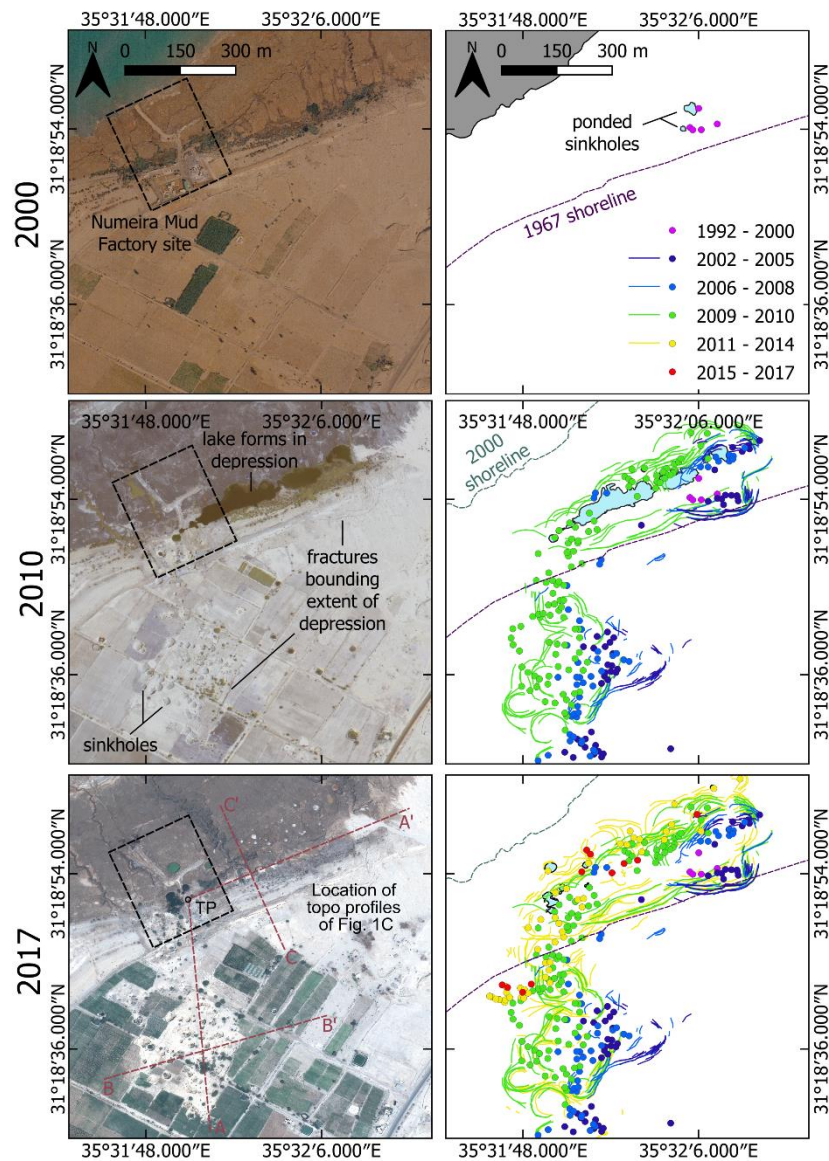 35°31′48.000″E
35°32′6.000″E
35°31′48.000″E
35°32′6.000″E
2000
31°18′54.000″N
31°18′36.000″N
N
0 150 300 m
Numeira Mud
Factory site
N
0 150 300 m
ponded
sinkholes
1967 shoreline
1992 - 2000
2002 - 2005
2006 - 2008
2009 - 2010
2011 - 2014
2015 - 2017
31°18′54.000″N
31°18′36.000″N
2010
31°18′54.000″N
31°18′36.000″N
35°31′48.000″E
35°32′6.000″E
lake forms in
depression
fractures
bounding
extent of
depression
sinkholes
35°31′48.000″E
35°32′06.000″E
2000
shoreline
31°18′54.000″N
31°18′36.000″N
2017
31°18′54.000″N
31°18′36.000″N
C'
A'
TP
Location of
topo profiles
of Fig. 1C
C
B'
B
A
31°18′54.000″N
31°18′36.000″N
35°31′48.000″E
35°32′6.000″E
35°31′48.000″E
35°32′6.000″E